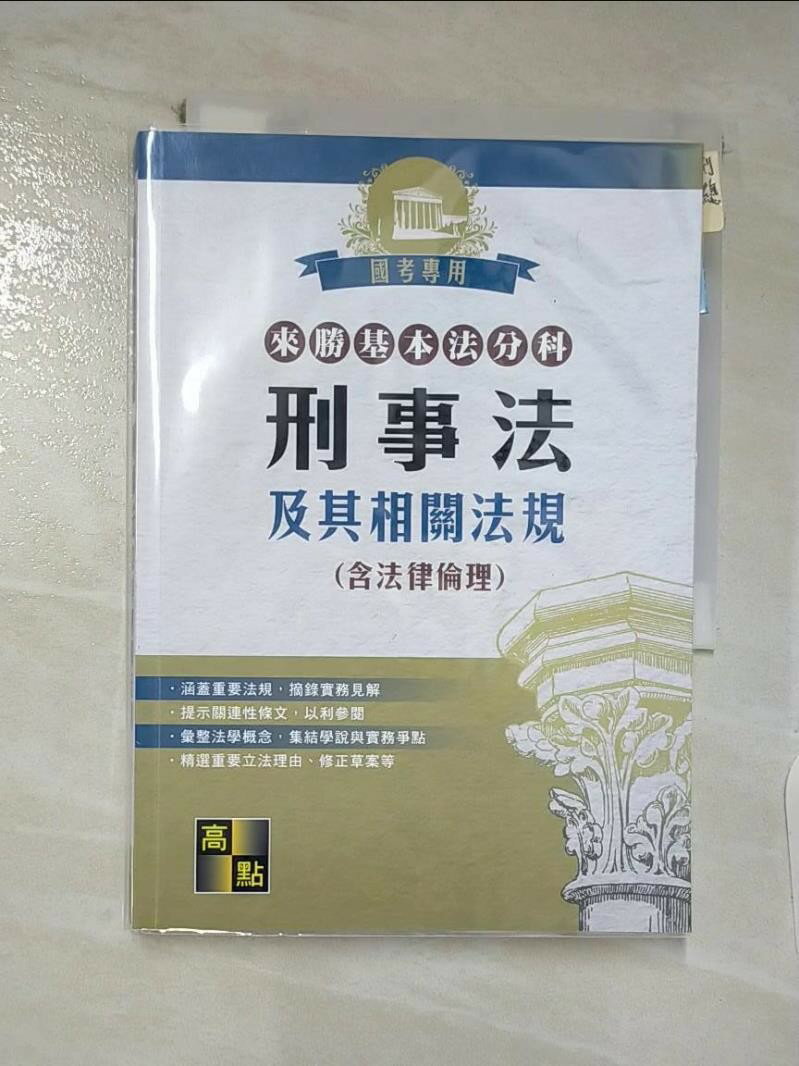 國考專用
來勝基本法分科
刑事法
及其相關法規
(含法律倫理)
·涵蓋重要法規,摘錄實務見解
·提示關連性條文,以利參閱
·彙整法學概念,集結學說與實務爭點
·精選重要立法理由、修正草案等
高
點